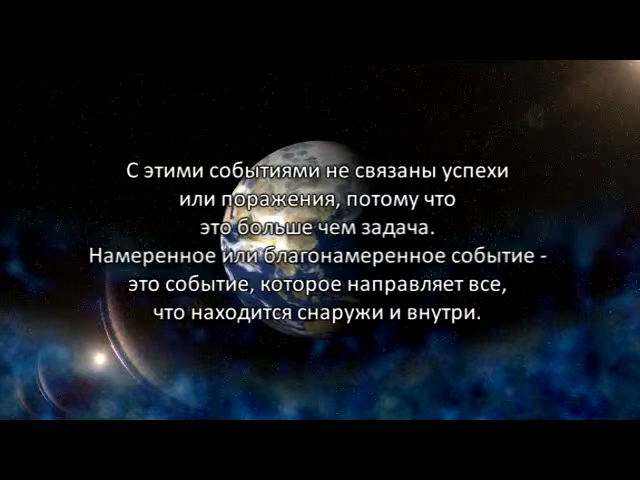 С этими событиями не связаны успехи
или поражения, потому что
это больше чем задача.
Намеренное или благонамеренное событие -
это событие, которое направляет все,
что находится снаружи и внутри.